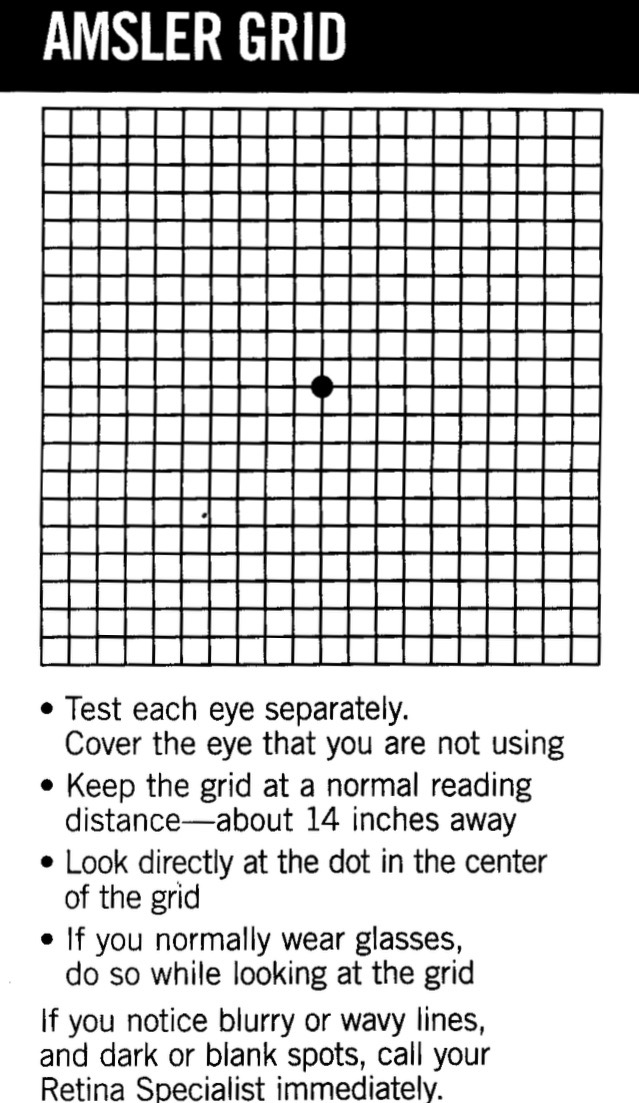 AMSLER GRID
• Test each eye separately.
Cover the eye that you are not using
• Keep the grid at a normal reading
distance—about 14 inches away
• Look directly at the dot in the center
of the grid
• If you normally wear glasses,
do so while looking at the grid
If you notice blurry or wavy lines,
and dark or blank spots, call your
Retina Specialist immediately.